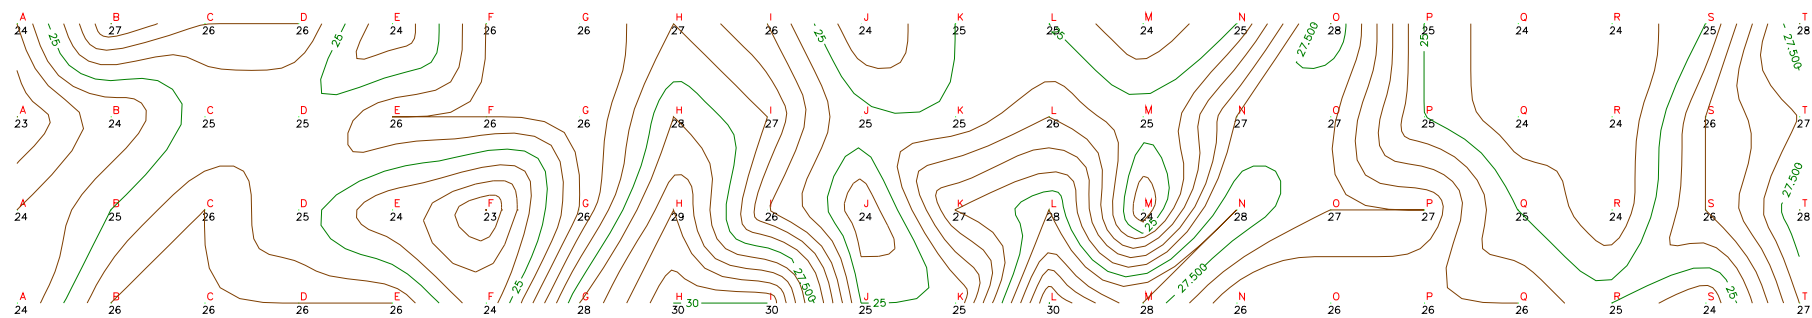 A B C D E F G H I J K L M N O P Q R S T
24 27 26 26 24 26 28 27 26 24 25 25 24 25 28 26 24 24 25 28
25 25 25 25 27.500 25 27.500
A B C D E F G H I J K L M N O P Q R S T
23 24 25 25 26 26 26 28 27 25 25 26 25 27 27 25 24 24 26 27
27.500
A B C D E F G H I J K L M N O P Q R S T
24 25 26 25 24 23 26 29 26 24 27 28 24 28 27 27 25 24 26 28
25
25 27.500 27.500 25
A B C D E F G H I J K L M N O P Q R S T
30 25
24 26 26 26 26 24 28 30 30 25 25 30 28 26 26 26 26 25 24 27